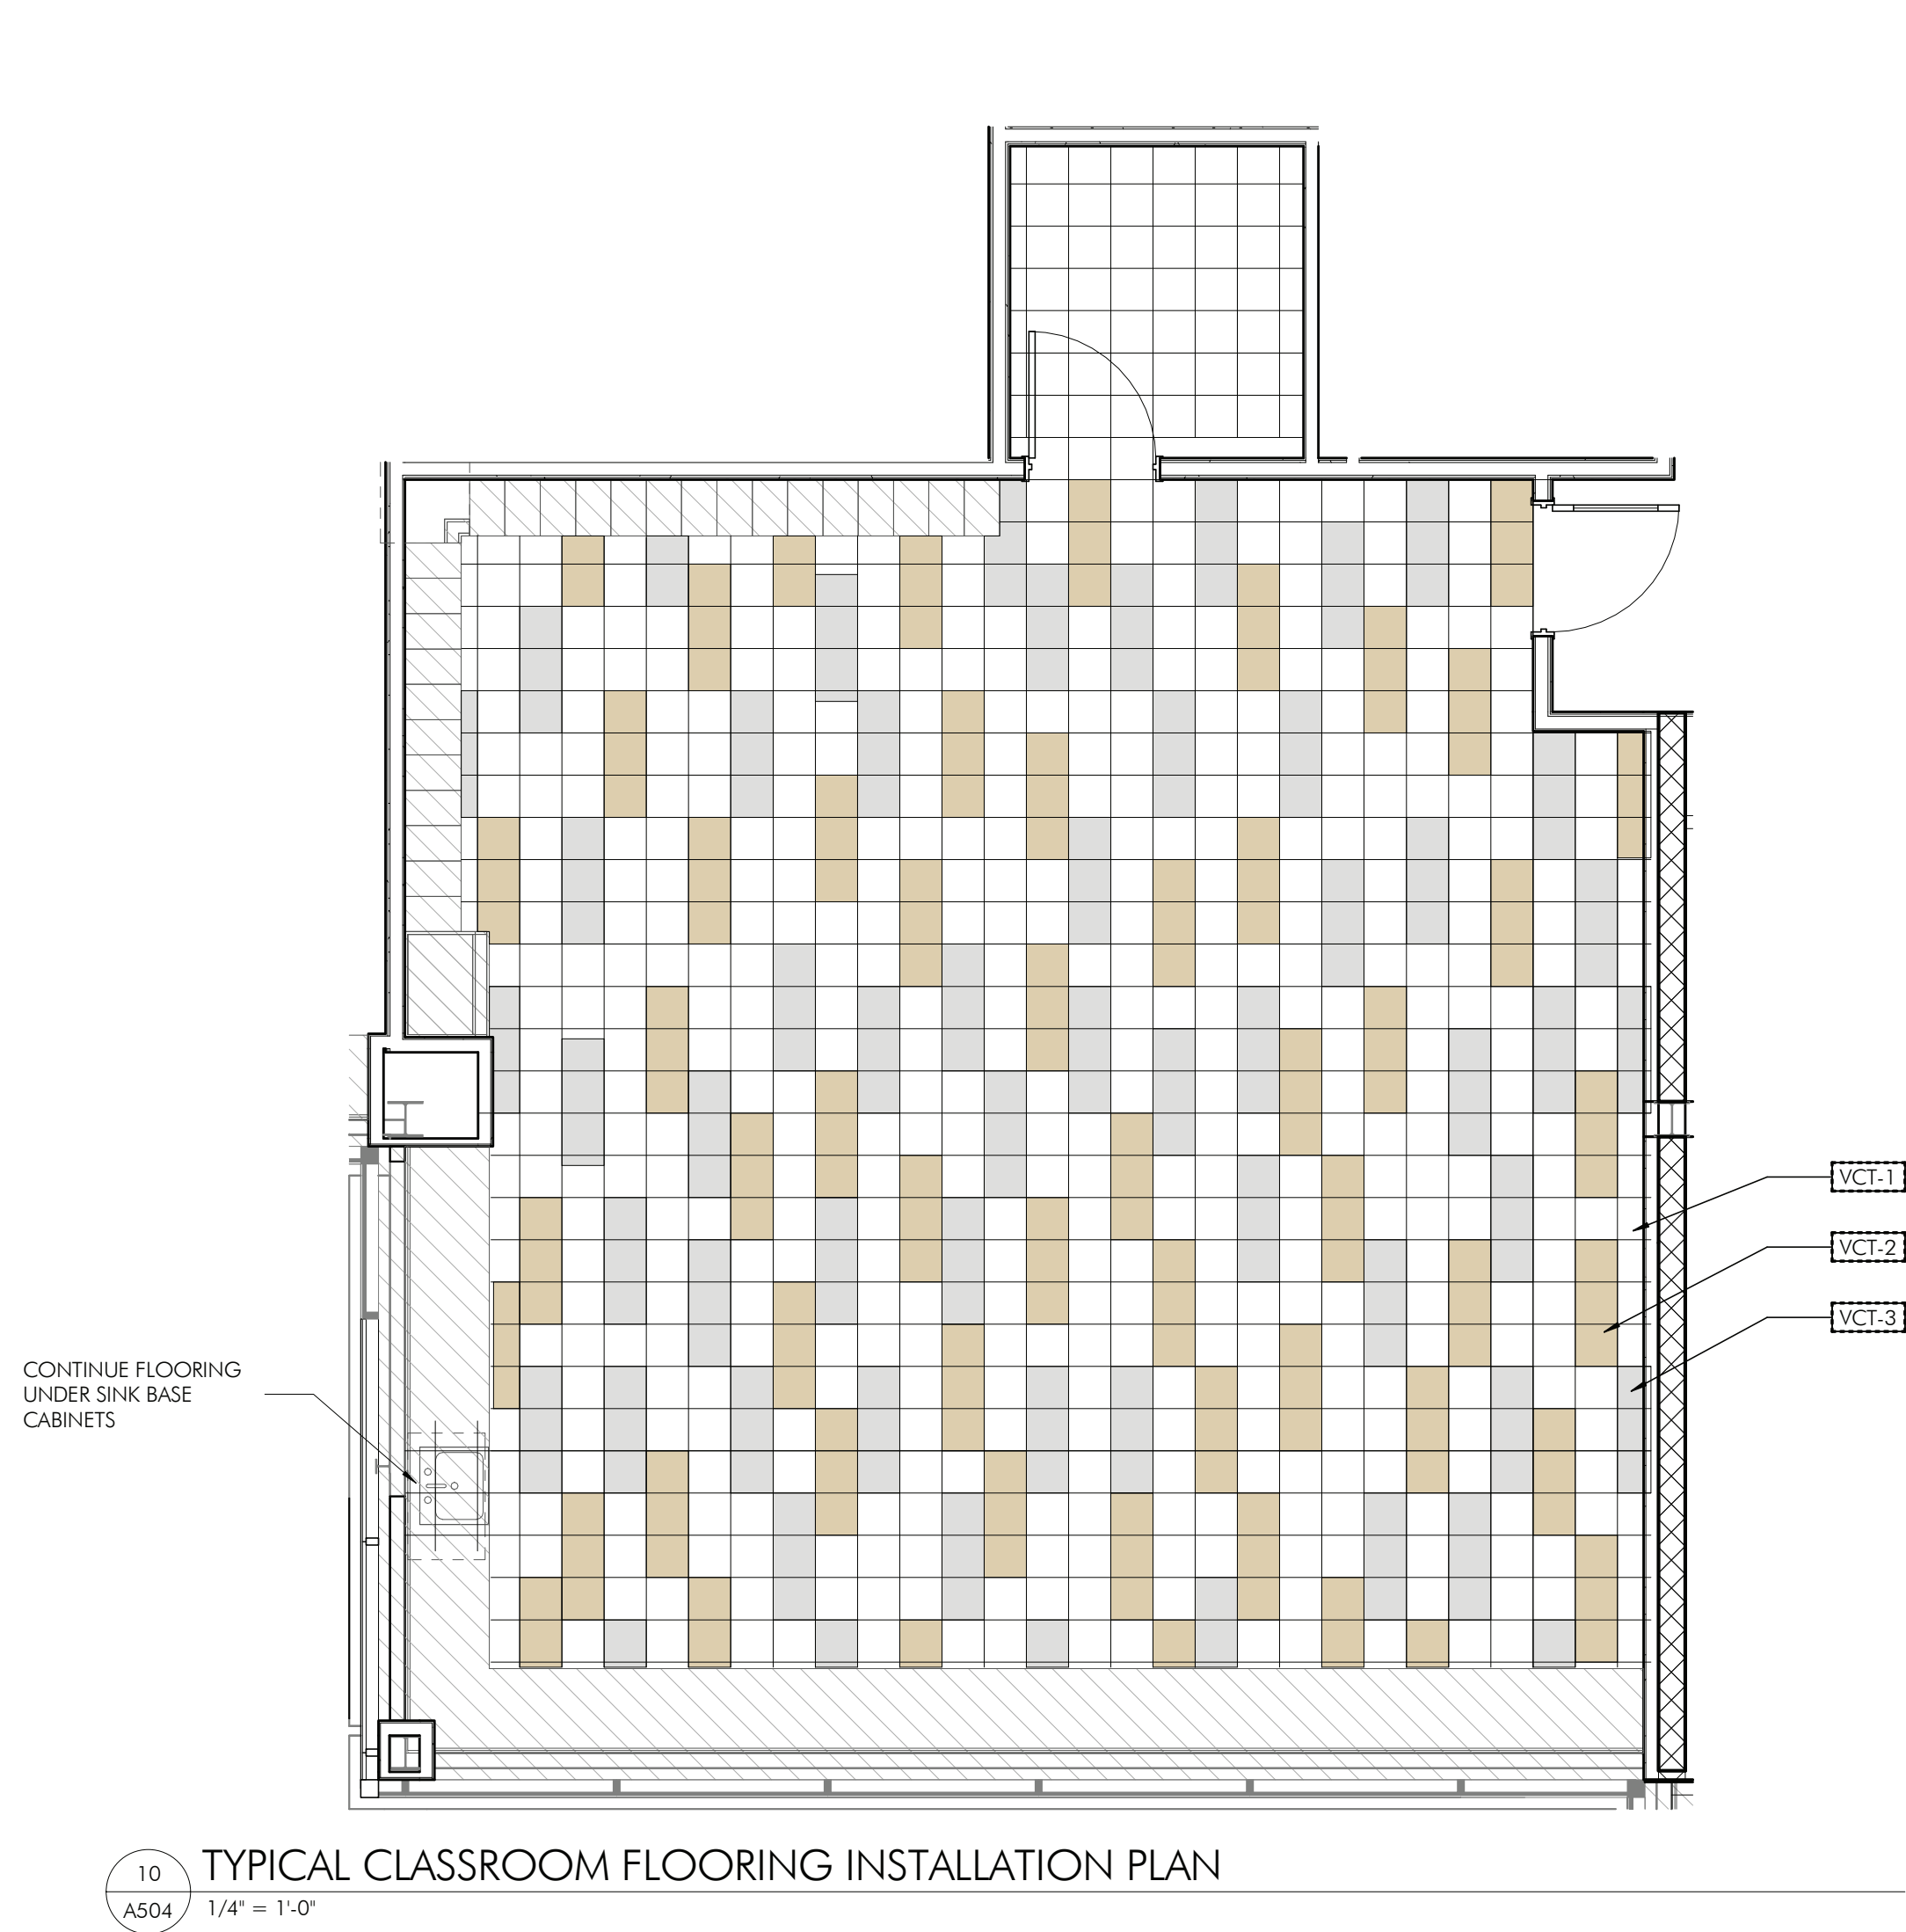 VCT-1
VCT-2
VCT-3
CONTINUE FLOORING
UNDER SINK BASE
CABINETS
10
A504
TYPICAL CLASSROOM FLOORING INSTALLATION PLAN
1/4" = 1'-0"